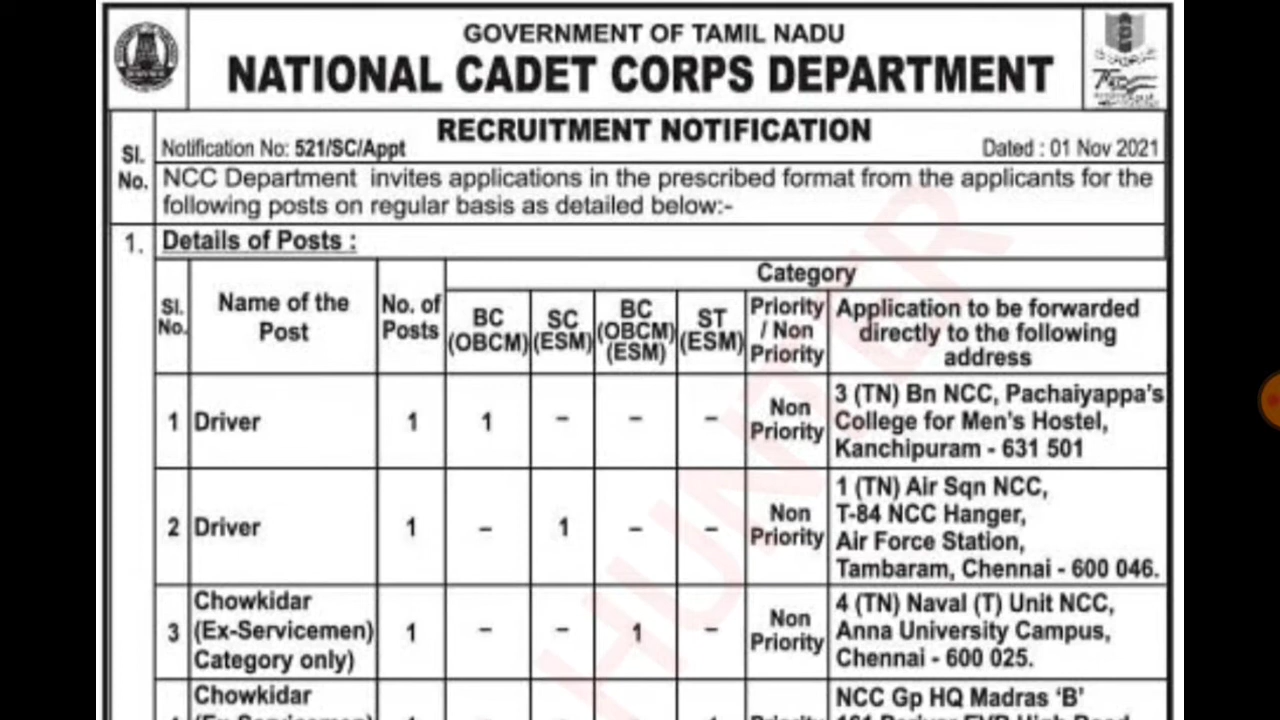 GOVERNMENT OF TAMIL NADU
NATIONAL CADET CORPS DEPARTMENT
RECRUITMENT NOTIFICATION
Sl.
No.
Notification No: 521/SC/Appt
Dated : 01 Nov 2021
NCC Department invites applications in the prescribed format from the applicants for the
following posts on regular basis as detailed below:-
1. Details of Posts :
Sl.
No.
Name of the
Post
No. of
Posts
Category
BC
(OBCM)
SC
(ESM)
BC
(OBCM)
(ESM)
ST
(ESM)
Priority
/ Non
Priority
Application to be forwarded
directly to the following
address
1 Driver 1 1 – – –
Non
Priority
3 (TN) Bn NCC, Pachaiyappa's
College for Men's Hostel,
Kanchipuram - 631 501
2 Driver 1 – 1 – –
Non
Priority
1 (TN) Air Sqn NCC,
T-84 NCC Hanger,
Air Force Station,
Tambaram, Chennai - 600 046.
3
Chowkidar
(Ex-Servicemen)
Category only)
1 – – 1 –
Non
Priority
4 (TN) Naval (T) Unit NCC,
Anna University Campus,
Chennai - 600 025.
Chowkidar
NCC Gp HQ Madras 'B'
HUNTER